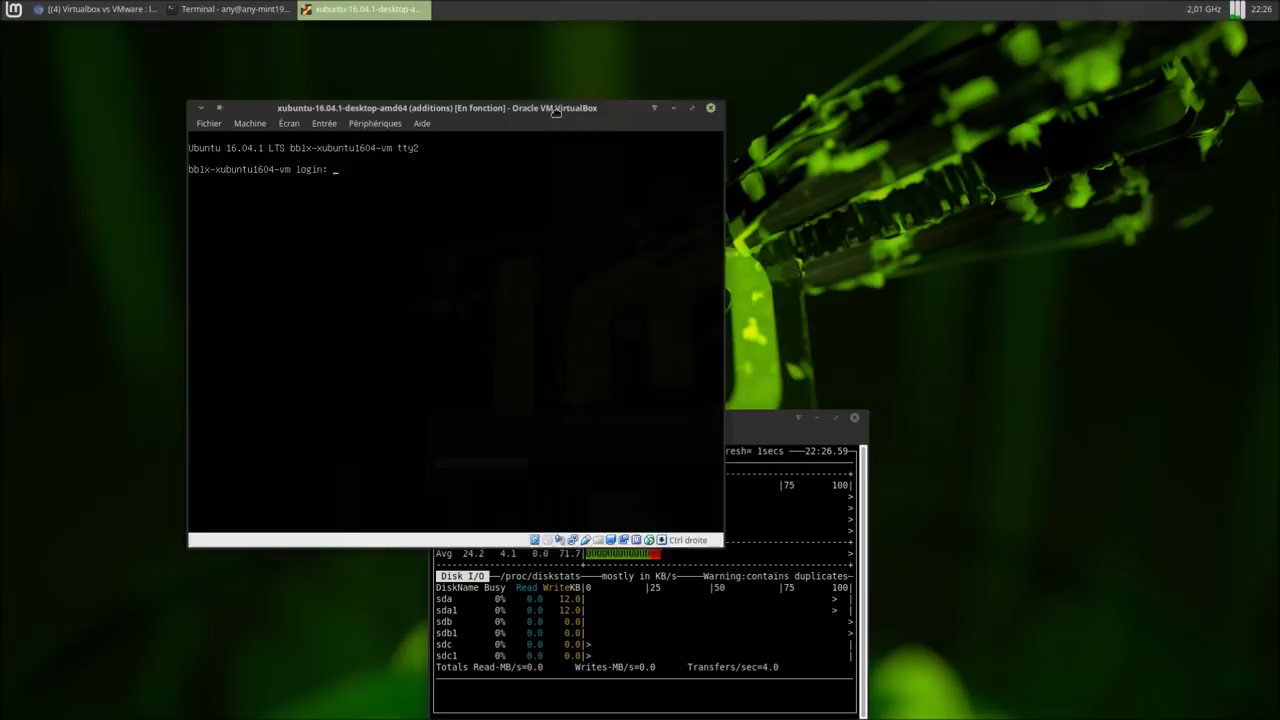 [(4) Virtualbox vs VMware : l...
Terminal - any@any-mint19...
xubuntu-16.04.1-desktop-a...
2,01 GHz
22:26
xubuntu-16.04.1-desktop-amd64 (additions) [En fonction] - Oracle VM VirtualBox
Fichier Machine Écran Entrée Périphériques Aide
Ubuntu 16.04.1 LTS bblx-xubuntu1604-vm tty2
bblx-xubuntu1604-vm login: _
Ctrl droite
resh= 1secs ───22:26.59─
|75 100|
Avg 24.2 4.1 0.0 71.7|
Disk I/O ──/proc/diskstats────mostly in KB/s─────Warning:contains duplicates─
DiskName Busy Read WriteKB|0 |25 |50 |75 100|
sda 0% 0.0 12.0| > |
sda1 0% 0.0 12.0| > |
sdb 0% 0.0 0.0| >
sdb1 0% 0.0 0.0| >
sdc 0% 0.0 0.0|> |
sdc1 0% 0.0 0.0|> |
Totals Read-MB/s=0.0 Writes-MB/s=0.0 Transfers/sec=4.0